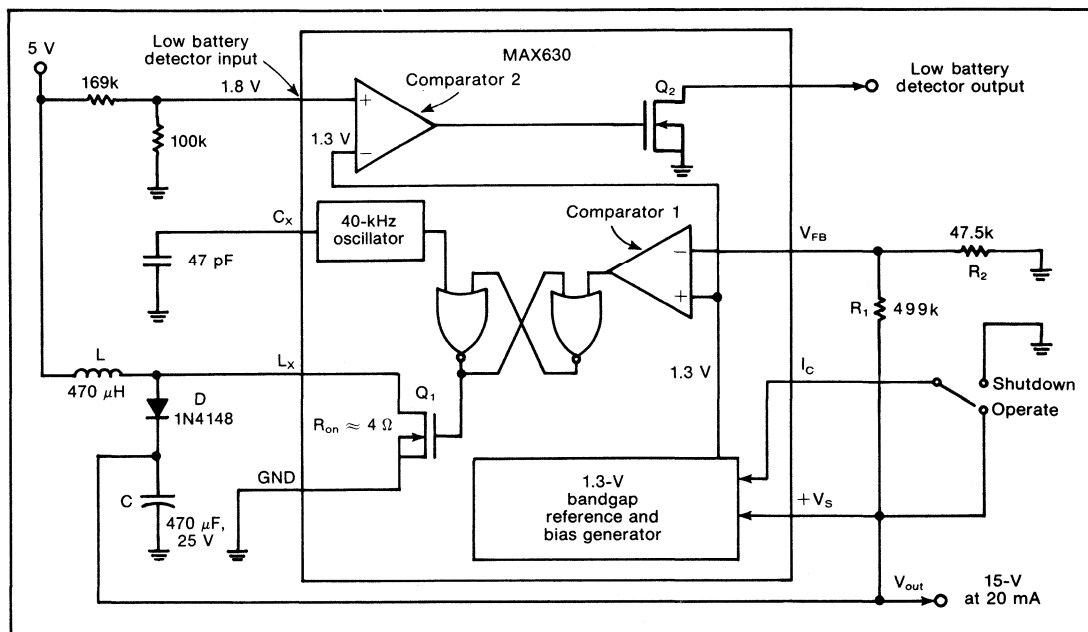 5 V
Low battery
detector input
MAX630
169k
1.8 V
Comparator 2
Q2
Low battery
detector output
+
100k
1.3 V
−
CX
40-kHz
oscillator
Comparator 1
VFB
47.5k
R2
47 pF
−
+
R1
499k
L
470 μH
LX
1.3 V
IC
Shutdown
Operate
D
1N4148
Q1
Ron ≈ 4 Ω
GND
1.3-V
bandgap
reference and
bias generator
+VS
C
470 μF,
25 V
Vout
15-V
at 20 mA